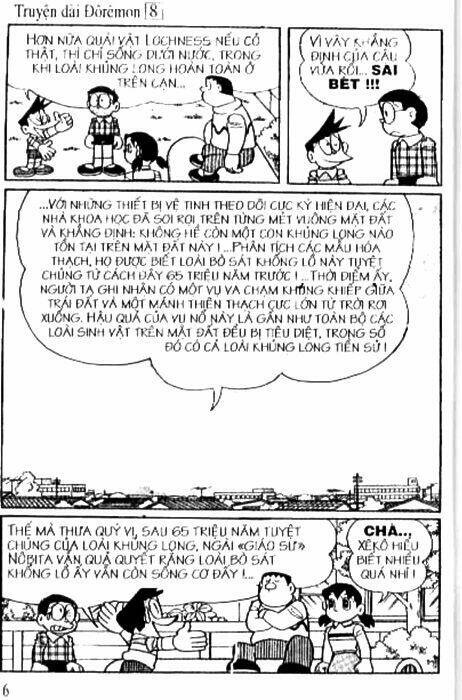 Truyện dài Đôrêmon 8
HƠN NỮA QUÁI VẬT LOCHNESS NẾU CÓ
THẬT, THÌ CHỈ SỐNG DƯỚI NƯỚC, TRONG
KHI LOÀI KHỦNG LONG HOÀN TOÀN Ở
TRÊN CẠN...
VÌ VẬY KHẲNG
ĐỊNH CỦA CẬU
VỪA RỒI... SAI
BÉT !!!
...VỚI NHỮNG THIẾT BỊ VỆ TINH THEO DÕI CỰC KỲ HIỆN ĐẠI, CÁC
NHÀ KHOA HỌC ĐÃ SOI RỌI TRÊN TỪNG MÉT VUÔNG MẶT ĐẤT
VÀ KHẲNG ĐỊNH: KHÔNG HỀ CÒN MỘT CON KHỦNG LONG NÀO
TỒN TẠI TRÊN MẶT ĐẤT NÀY !...PHÂN TÍCH CÁC MẪU HÓA
THẠCH, HỌ ĐƯỢC BIẾT LOÀI BÒ SÁT KHỔNG LỒ NÀY TUYỆT
CHỦNG TỪ CÁCH ĐÂY 65 TRIỆU NĂM TRƯỚC !...THỜI ĐIỂM ẤY,
NGƯỜI TA GHI NHẬN CÓ MỘT VỤ VA CHẠM KHỦNG KHIẾP GIỮA
TRÁI ĐẤT VÀ MỘT MẢNH THIÊN THẠCH CỰC LỚN TỪ TRỜI RƠI
XUỐNG. HẬU QUẢ CỦA VỤ NỔ NÀY LÀ GẦN NHƯ TOÀN BỘ CÁC
LOÀI SINH VẬT TRÊN MẶT ĐẤT ĐỀU BỊ TIÊU DIỆT, TRONG SỐ
ĐÓ CÓ CẢ LOÀI KHỦNG LONG TIỀN SỬ !
THẾ MÀ THƯA QUÝ VỊ, SAU 65 TRIỆU NĂM TUYỆT
CHỦNG CỦA LOÀI KHỦNG LONG, NGÀI «GIÁO SƯ»
NÔBITA VẪN QUẢ QUYẾT RẰNG LOÀI BÒ SÁT
KHỔNG LỒ ẤY VẪN CÒN SỐNG CƠ ĐẤY !...
CHÀ...
XÊKÔ HIỂU
BIẾT NHIỀU
QUÁ NHỈ !
6